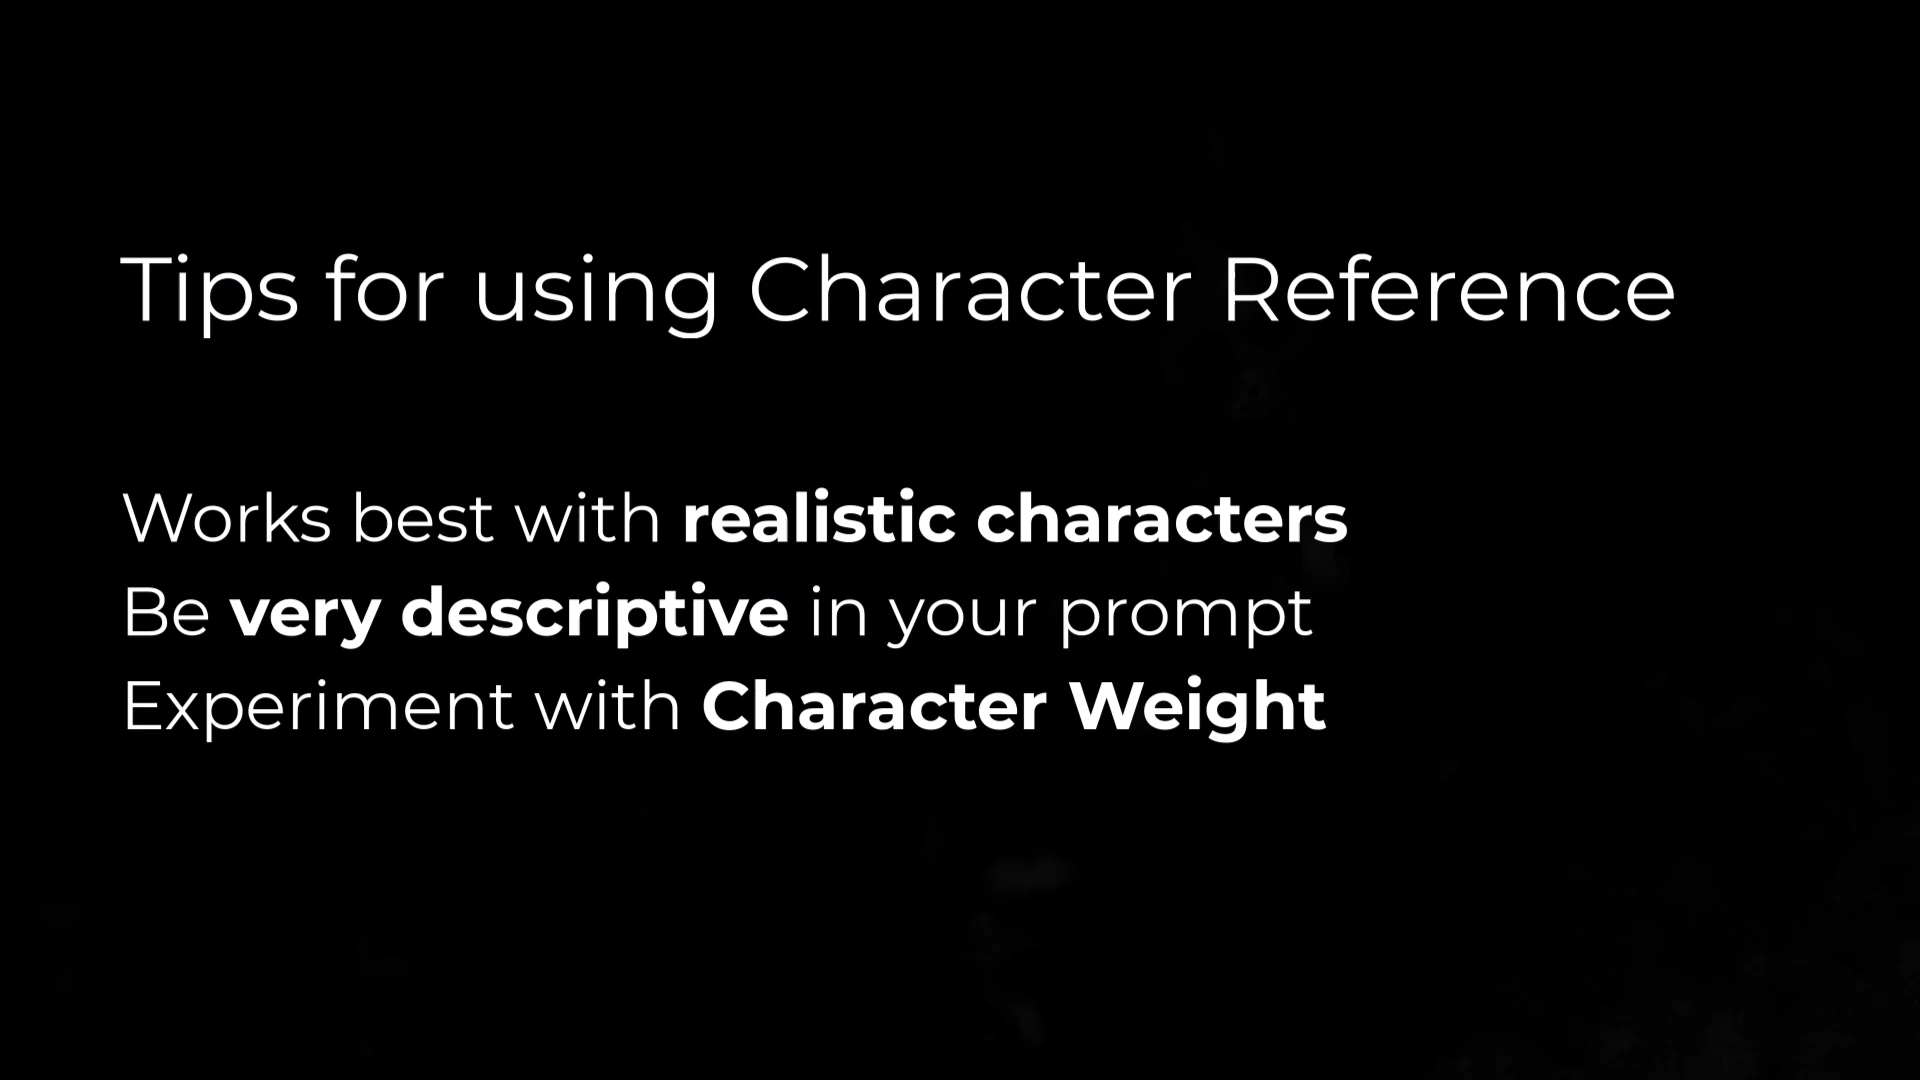 Tips for using Character Reference
Works best with realistic characters
Be very descriptive in your prompt
Experiment with Character Weight